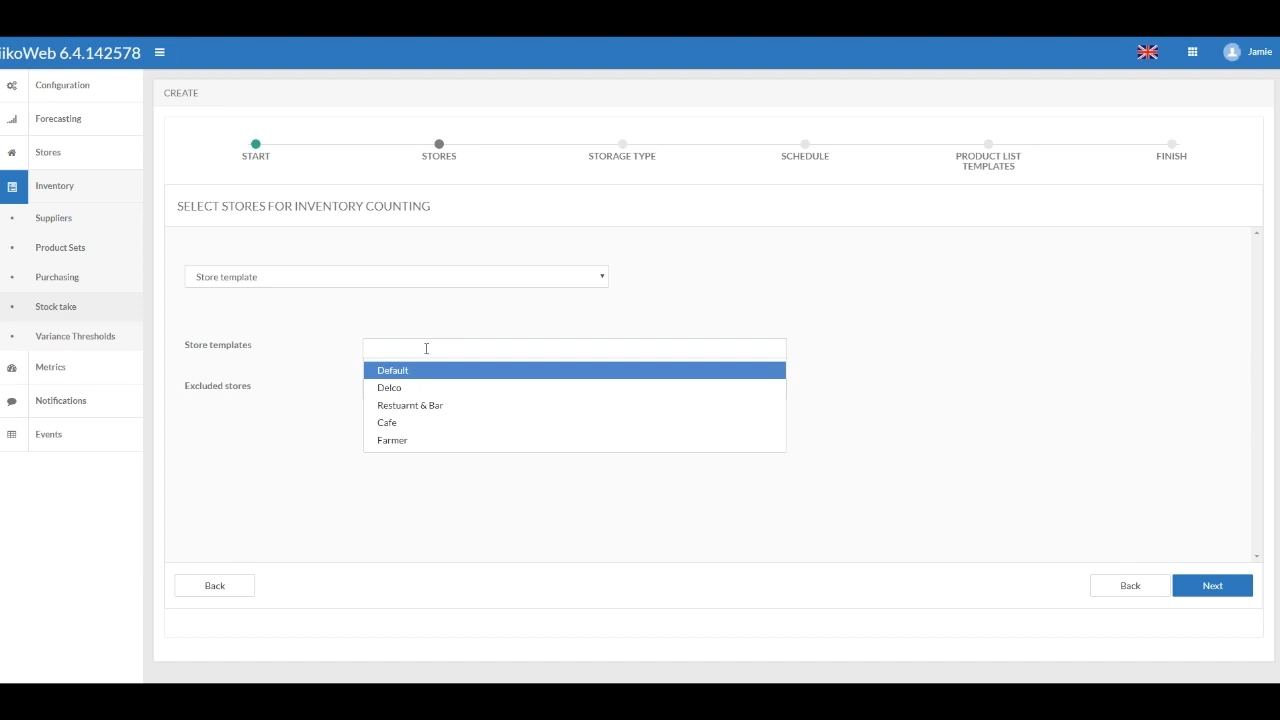 iikoWeb 6.4.142578
Jamie
Configuration
Forecasting
Stores
Inventory
Suppliers
Product Sets
Purchasing
Stock take
Variance Thresholds
Metrics
Notifications
Events
CREATE
START
STORES
STORAGE TYPE
SCHEDULE
PRODUCT LIST
TEMPLATES
FINISH
SELECT STORES FOR INVENTORY COUNTING
Store template
Store templates
Default
Excluded stores
Delco
Restuarnt & Bar
Cafe
Farmer
Back
Back
Next